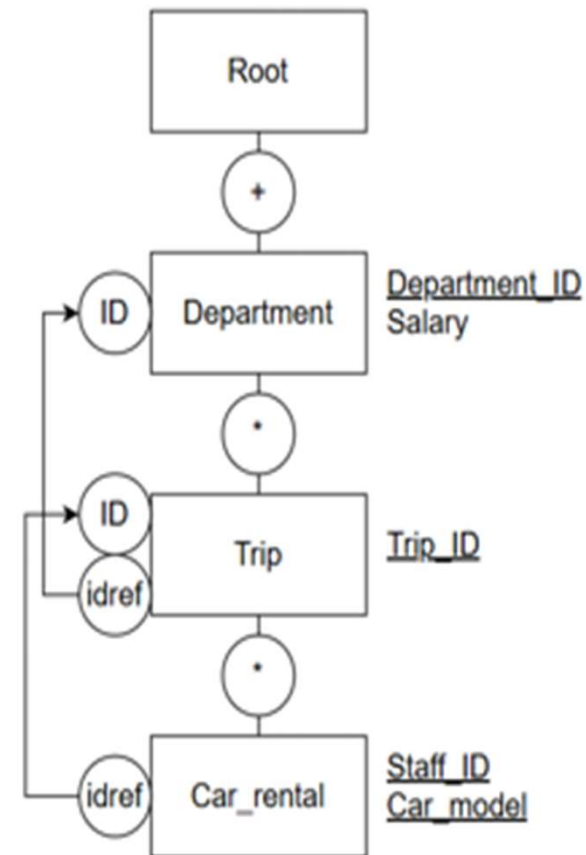 Root
+
ID
Department
Department_ID
Salary
*
ID
idref
Trip
Trip_ID
*
idref
Car_rental
Staff_ID
Car_model